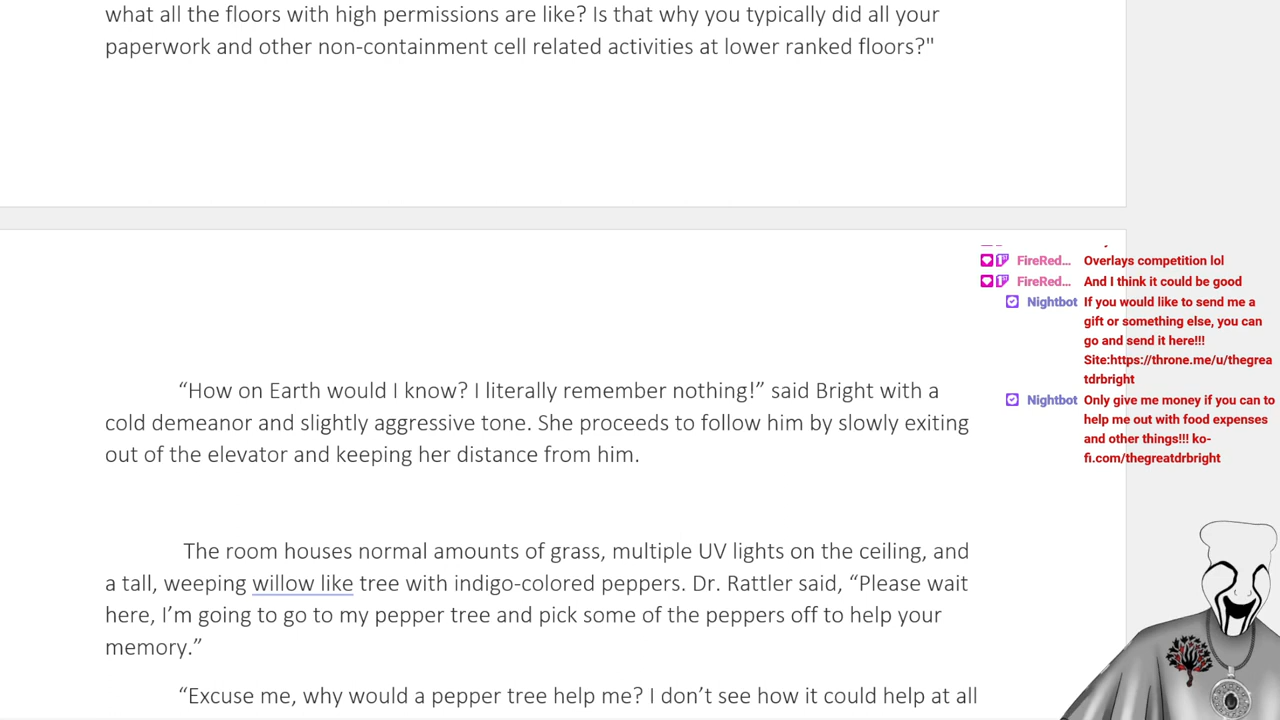 what all the floors with high permissions are like? Is that why you typically did all your
paperwork and other non-containment cell related activities at lower ranked floors?"
“How on Earth would I know? I literally remember nothing!” said Bright with a
cold demeanor and slightly aggressive tone. She proceeds to follow him by slowly exiting
out of the elevator and keeping her distance from him.
The room houses normal amounts of grass, multiple UV lights on the ceiling, and
a tall, weeping willow like tree with indigo-colored peppers. Dr. Rattler said, “Please wait
here, I’m going to go to my pepper tree and pick some of the peppers off to help your
memory.”
“Excuse me, why would a pepper tree help me? I don’t see how it could help at all
FireRed... Overlays competition lol
FireRed... And I think it could be good
Nightbot If you would like to send me a
gift or something else, you can
go and send it here!!!
Site:https://throne.me/u/thegrea
tdrbright
Nightbot Only give me money if you can to
help me out with food expenses
and other things!!! ko-
fi.com/thegreatdrbright